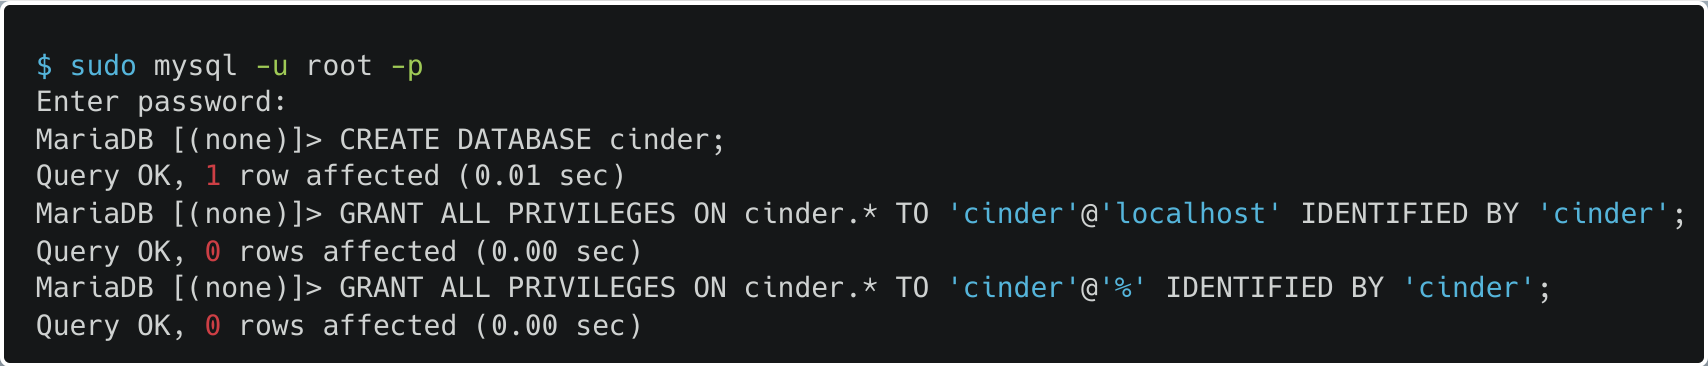 $ sudo mysql -u root -p
Enter password:
MariaDB [(none)]> CREATE DATABASE cinder;
Query OK, 1 row affected (0.01 sec)
MariaDB [(none)]> GRANT ALL PRIVILEGES ON cinder.* TO 'cinder'@'localhost' IDENTIFIED BY 'cinder';
Query OK, 0 rows affected (0.00 sec)
MariaDB [(none)]> GRANT ALL PRIVILEGES ON cinder.* TO 'cinder'@'%' IDENTIFIED BY 'cinder';
Query OK, 0 rows affected (0.00 sec)